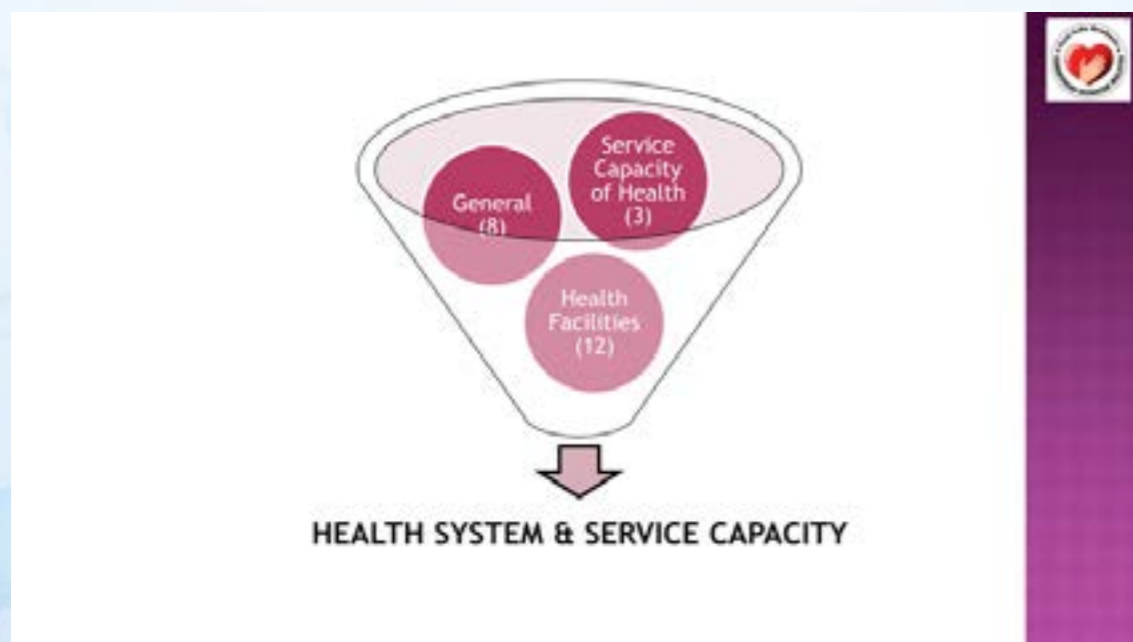 General
(8)
Service
Capacity
of Health
(3)
Health
Facilities
(12)
HEALTH SYSTEM & SERVICE CAPACITY